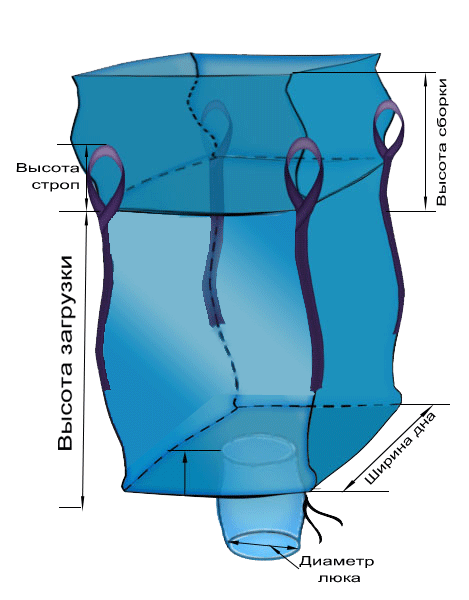 Высота сборки
Высота
строп
Высота загрузки
Ширина дна
Диаметр
люка